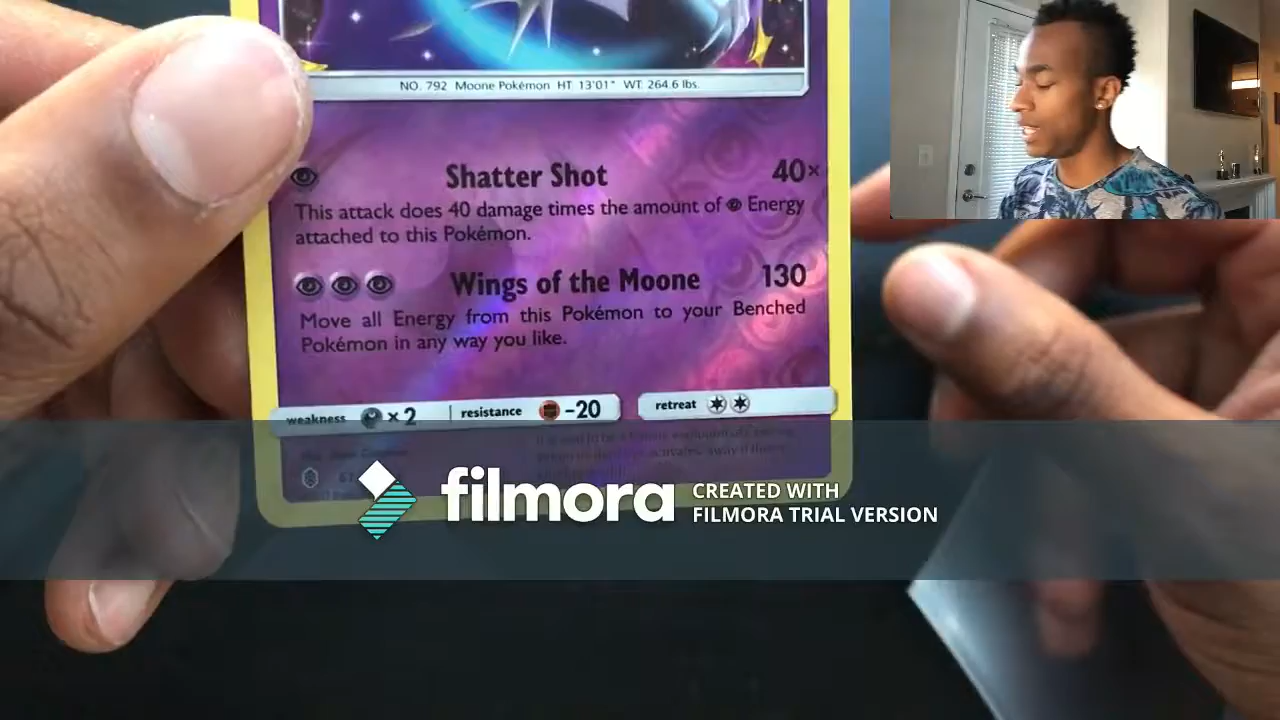 NO. 792 Moone Pokémon HT 13'01" WT 264.6 lbs.
Shatter Shot 40×
This attack does 40 damage times the amount of Energy
attached to this Pokémon.
Wings of the Moone 130
Move all Energy from this Pokémon to your Benched
Pokémon in any way you like.
weakness ×2 resistance -20 retreat
filmora CREATED WITH
FILMORA TRIAL VERSION